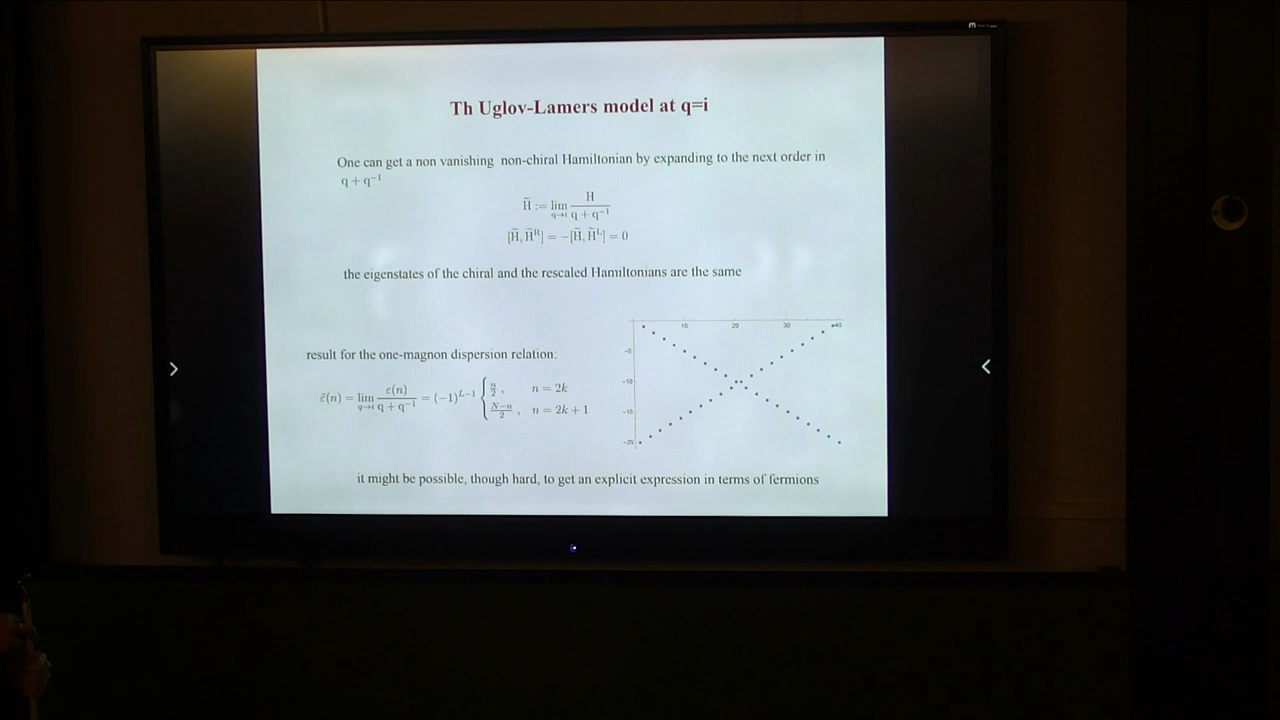 Th Uglov-Lamers model at q=i
One can get a non vanishing non-chiral Hamiltonian by expanding to the next order in
q + q⁻¹
H̃ := lim_{q→i} H / (q + q⁻¹)
[H̃, H̃ᴿ] = −[H̃, H̃ᴸ] = 0
the eigenstates of the chiral and the rescaled Hamiltonians are the same
10 20 30 40
-5
-10
-15
-20
result for the one-magnon dispersion relation:
ε̃(n) = lim_{q→i} ε(n) / (q + q⁻¹) = (−1)^{L−1} { n/2 , n = 2k
(N−n)/2 , n = 2k + 1
it might be possible, though hard, to get an explicit expression in terms of fermions